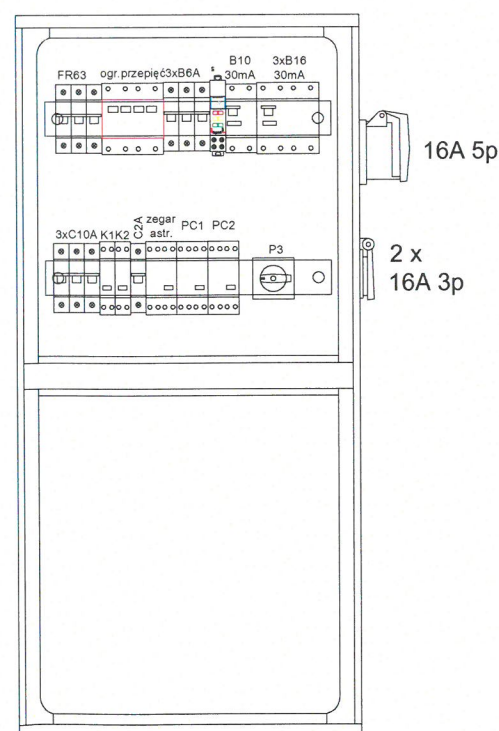 FR63 ogr.przepięć 3xB6A s B10 30mA 3xB16 30mA
16A 5p
3xC10A K1 K2 C2A zegar astr. PC1 PC2 P3
2 x
16A 3p